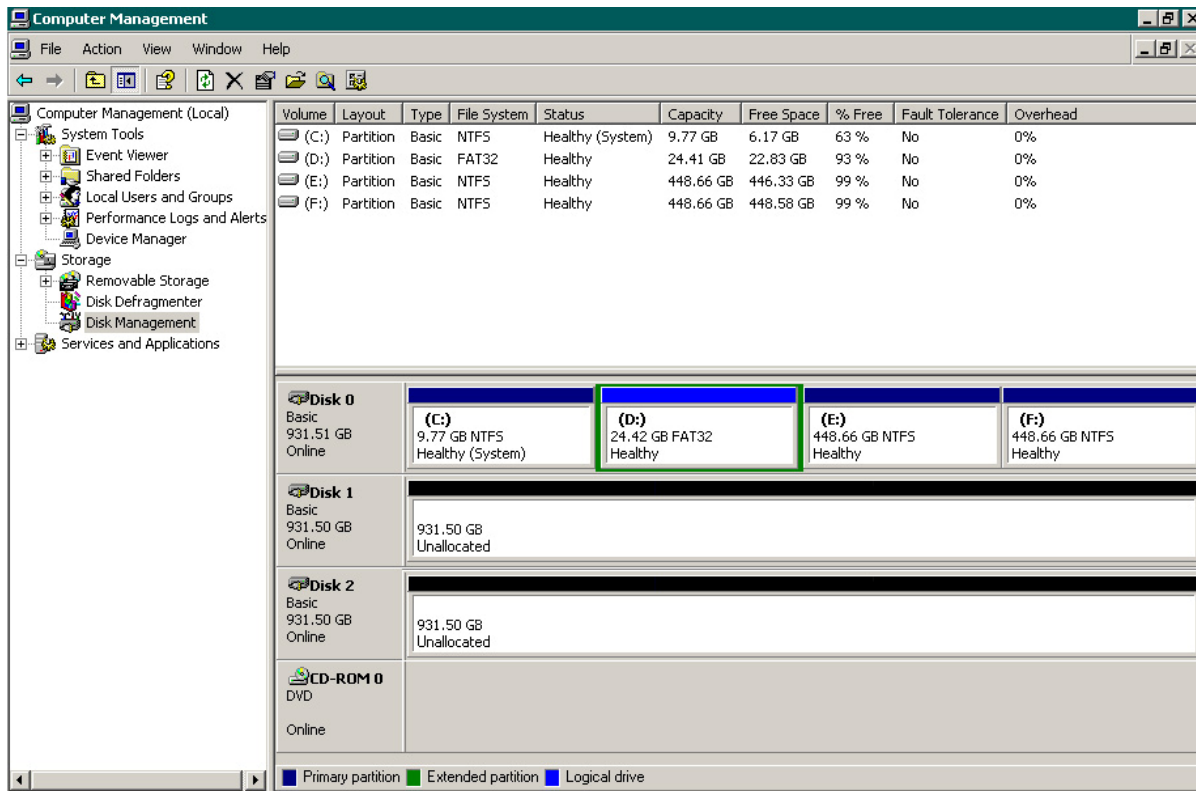 Computer Management
File Action View Window Help
Computer Management (Local)
System Tools
Event Viewer
Shared Folders
Local Users and Groups
Performance Logs and Alerts
Device Manager
Storage
Removable Storage
Disk Defragmenter
Disk Management
Services and Applications
Volume Layout Type File System Status Capacity Free Space % Free Fault Tolerance Overhead
(C:) Partition Basic NTFS Healthy (System) 9.77 GB 6.17 GB 63 % No 0%
(D:) Partition Basic FAT32 Healthy 24.41 GB 22.83 GB 93 % No 0%
(E:) Partition Basic NTFS Healthy 448.66 GB 446.33 GB 99 % No 0%
(F:) Partition Basic NTFS Healthy 448.66 GB 448.58 GB 99 % No 0%
Disk 0
Basic
931.51 GB
Online
(C:)
9.77 GB NTFS
Healthy (System)
(D:)
24.42 GB FAT32
Healthy
(E:)
448.66 GB NTFS
Healthy
(F:)
448.66 GB NTFS
Healthy
Disk 1
Basic
931.50 GB
Online
931.50 GB
Unallocated
Disk 2
Basic
931.50 GB
Online
931.50 GB
Unallocated
CD-ROM 0
DVD
Online
Primary partition Extended partition Logical drive